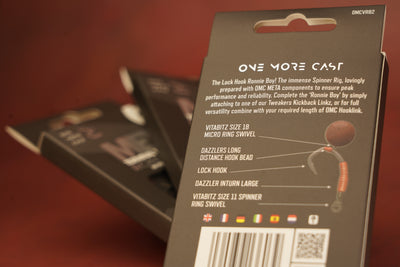 OMCVRB2
ONE MORE CAST
The Lock Hook Ronnie Boy! The immense Spinner Rig, lovingly
prepared with OMC META components, to ensure peak
performance and reliability. Complete the 'Ronnie Boy' by simply
attaching to one of our Tweakers Kickback Linkz, or for full
versatility combine with your required length of OMC Hooklink.
VITABITZ SIZE 18
MICRO RING SWIVEL
DAZZLERS LONG
DISTANCE HOOK BEAD
LOCK HOOK
DAZZLER INTURN LARGE
VITABITZ SIZE 11 SPINNER
RING SWIVEL